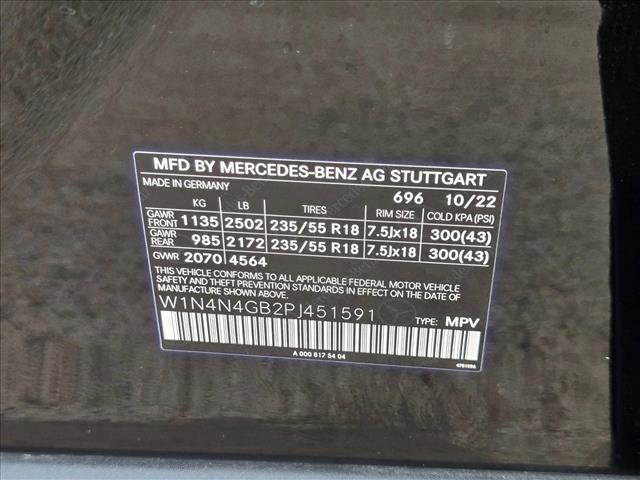 MFD BY MERCEDES-BENZ AG STUTTGART
MADE IN GERMANY 696 10/22
KG LB TIRES RIM SIZE COLD KPA(PSI)
GAWR FRONT 1135 2502 235/55 R18 7.5Jx18 300(43)
GAWR REAR 985 2172 235/55 R18 7.5Jx18 300(43)
GVWR 2070 4564
THIS VEHICLE CONFORMS TO ALL APPLICABLE FEDERAL MOTOR VEHICLE
SAFETY AND THEFT PREVENTION STANDARDS IN EFFECT ON THE DATE OF
MANUFACTURE SHOWN ABOVE.
W1N4N4GB2PJ451591
TYPE: MPV
A 000 817 54 04